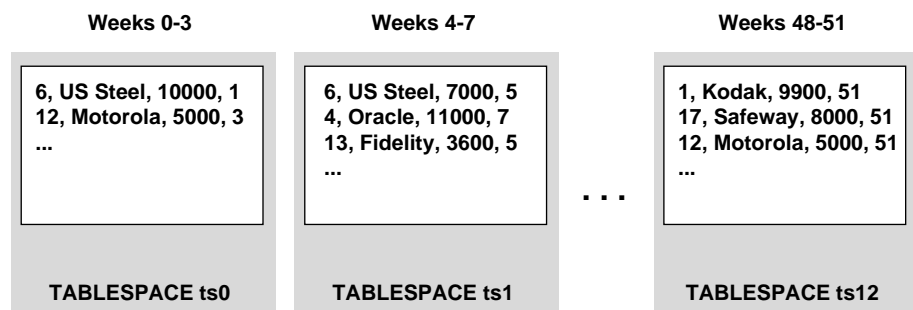 Weeks 0-3
6, US Steel, 10000, 1
12, Motorola, 5000, 3
...
TABLESPACE ts0
Weeks 4-7
6, US Steel, 7000, 5
4, Oracle, 11000, 7
13, Fidelity, 3600, 5
...
TABLESPACE ts1
. . .
Weeks 48-51
1, Kodak, 9900, 51
17, Safeway, 8000, 51
12, Motorola, 5000, 51
...
TABLESPACE ts12